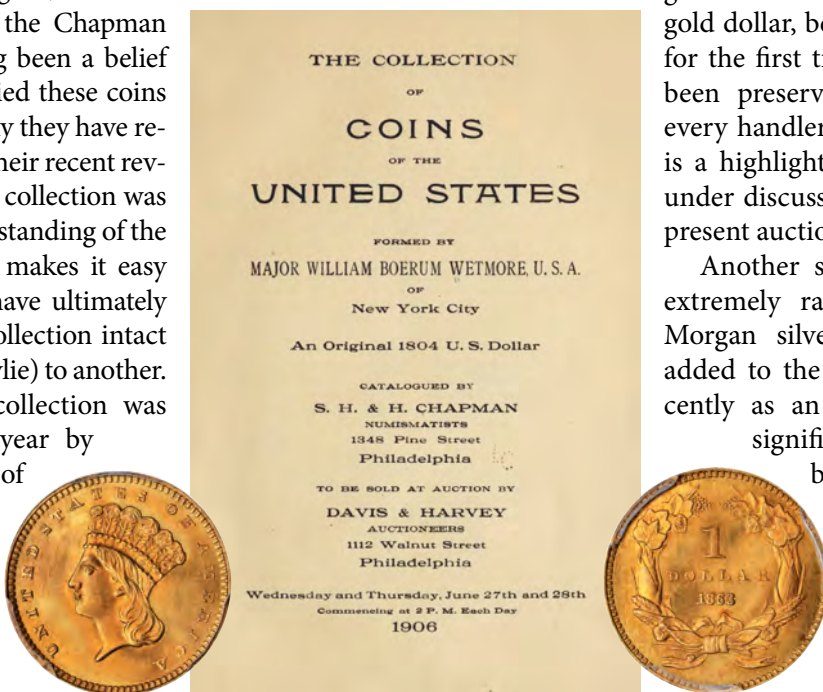 the Chapman
g been a belief
ied these coins
y they have re-
heir recent rev-
collection was
standing of the
makes it easy
have ultimately
ollection intact
lie) to another.
collection was
year by
of
THE COLLECTION
OF
COINS
OF THE
UNITED STATES
FORMED BY
MAJOR WILLIAM BOERUM WETMORE, U. S. A.
OF
New York City
An Original 1804 U. S. Dollar
CATALOGUED BY
S. H. & H. CHAPMAN
NUMISMATISTS
1348 Pine Street
Philadelphia
TO BE SOLD AT AUCTION BY
DAVIS & HARVEY
AUCTIONEERS
1112 Walnut Street
Philadelphia
Wednesday and Thursday, June 27th and 28th
Commencing at 2 P. M. Each Day
1906
UNITED STATES OF AMERICA
gold dollar, be
for the first ti
been preserv
every handler
is a highlight
under discuss
present auctio
Another s
extremely ra
Morgan silve
added to the
cently as an
signifi
b
1
DOLLAR